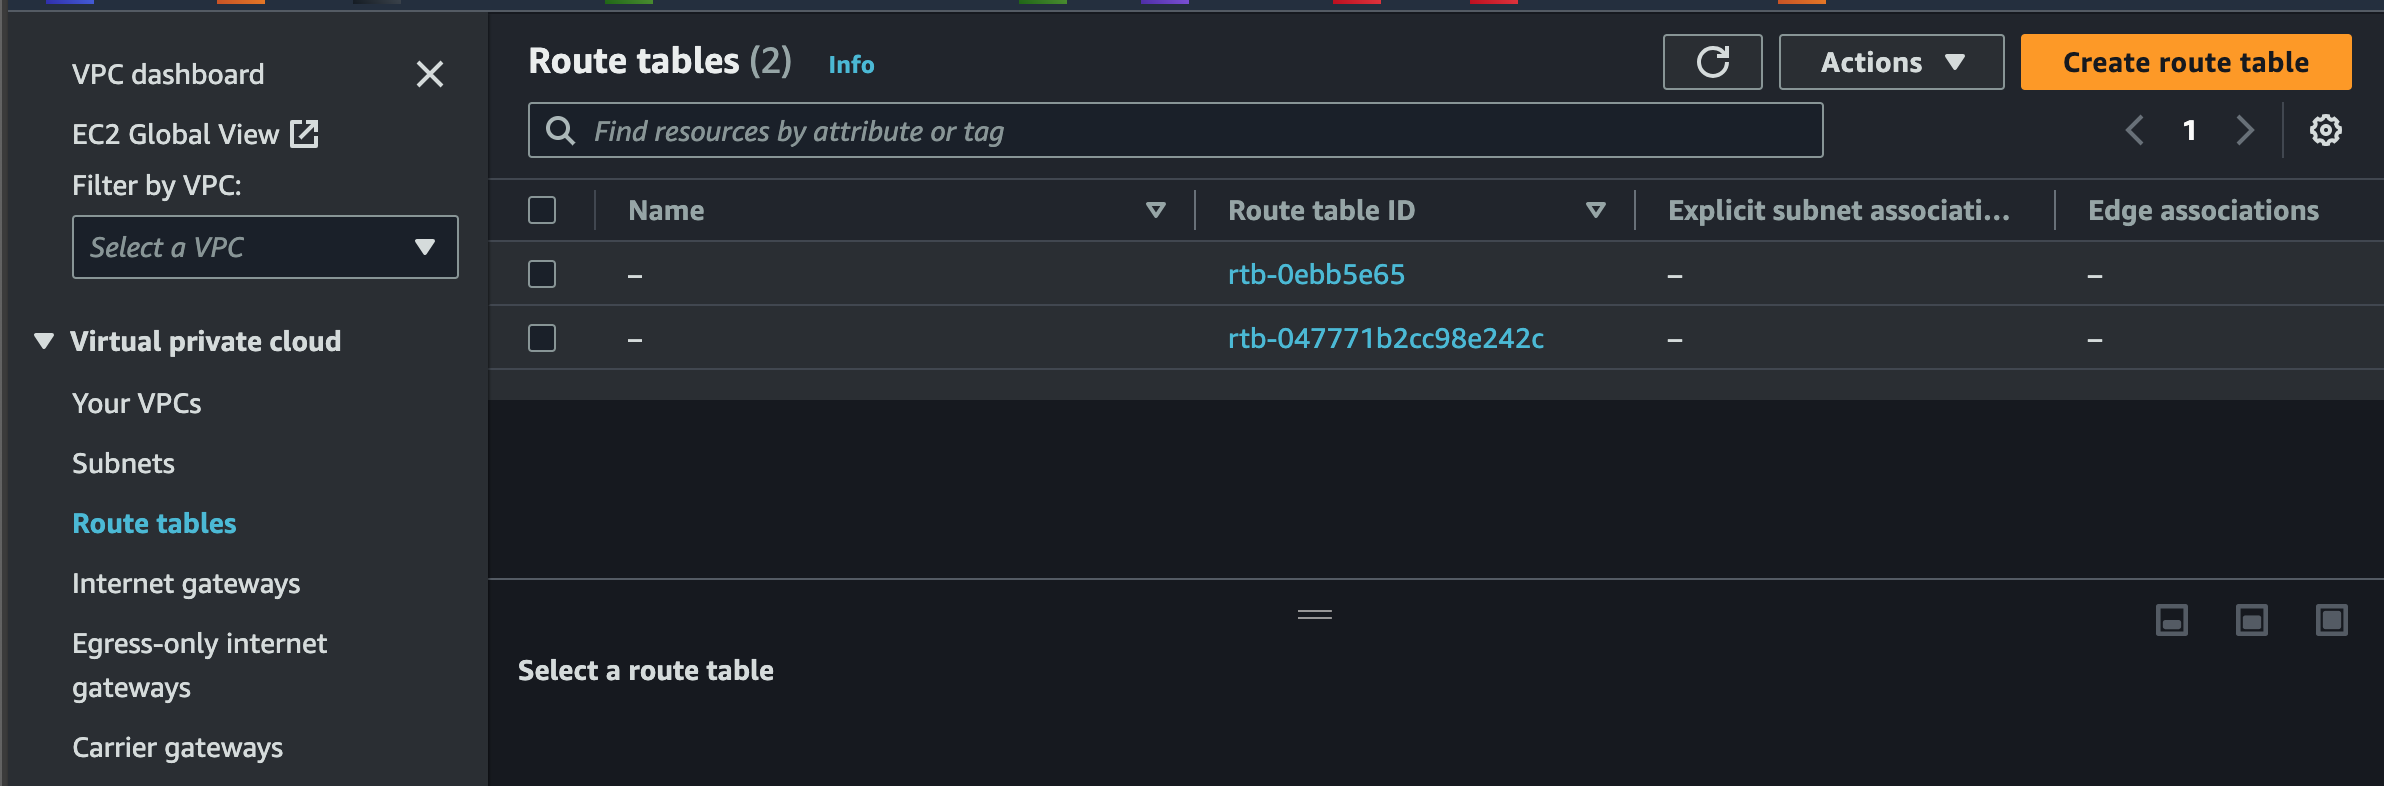 VPC dashboard
EC2 Global View
Filter by VPC:
Select a VPC
Virtual private cloud
Your VPCs
Subnets
Route tables
Internet gateways
Egress-only internet
gateways
Carrier gateways
Route tables (2) Info
Actions
Create route table
Find resources by attribute or tag
1
Name Route table ID Explicit subnet associati... Edge associations
– rtb-0ebb5e65 – –
– rtb-047771b2cc98e242c – –
Select a route table